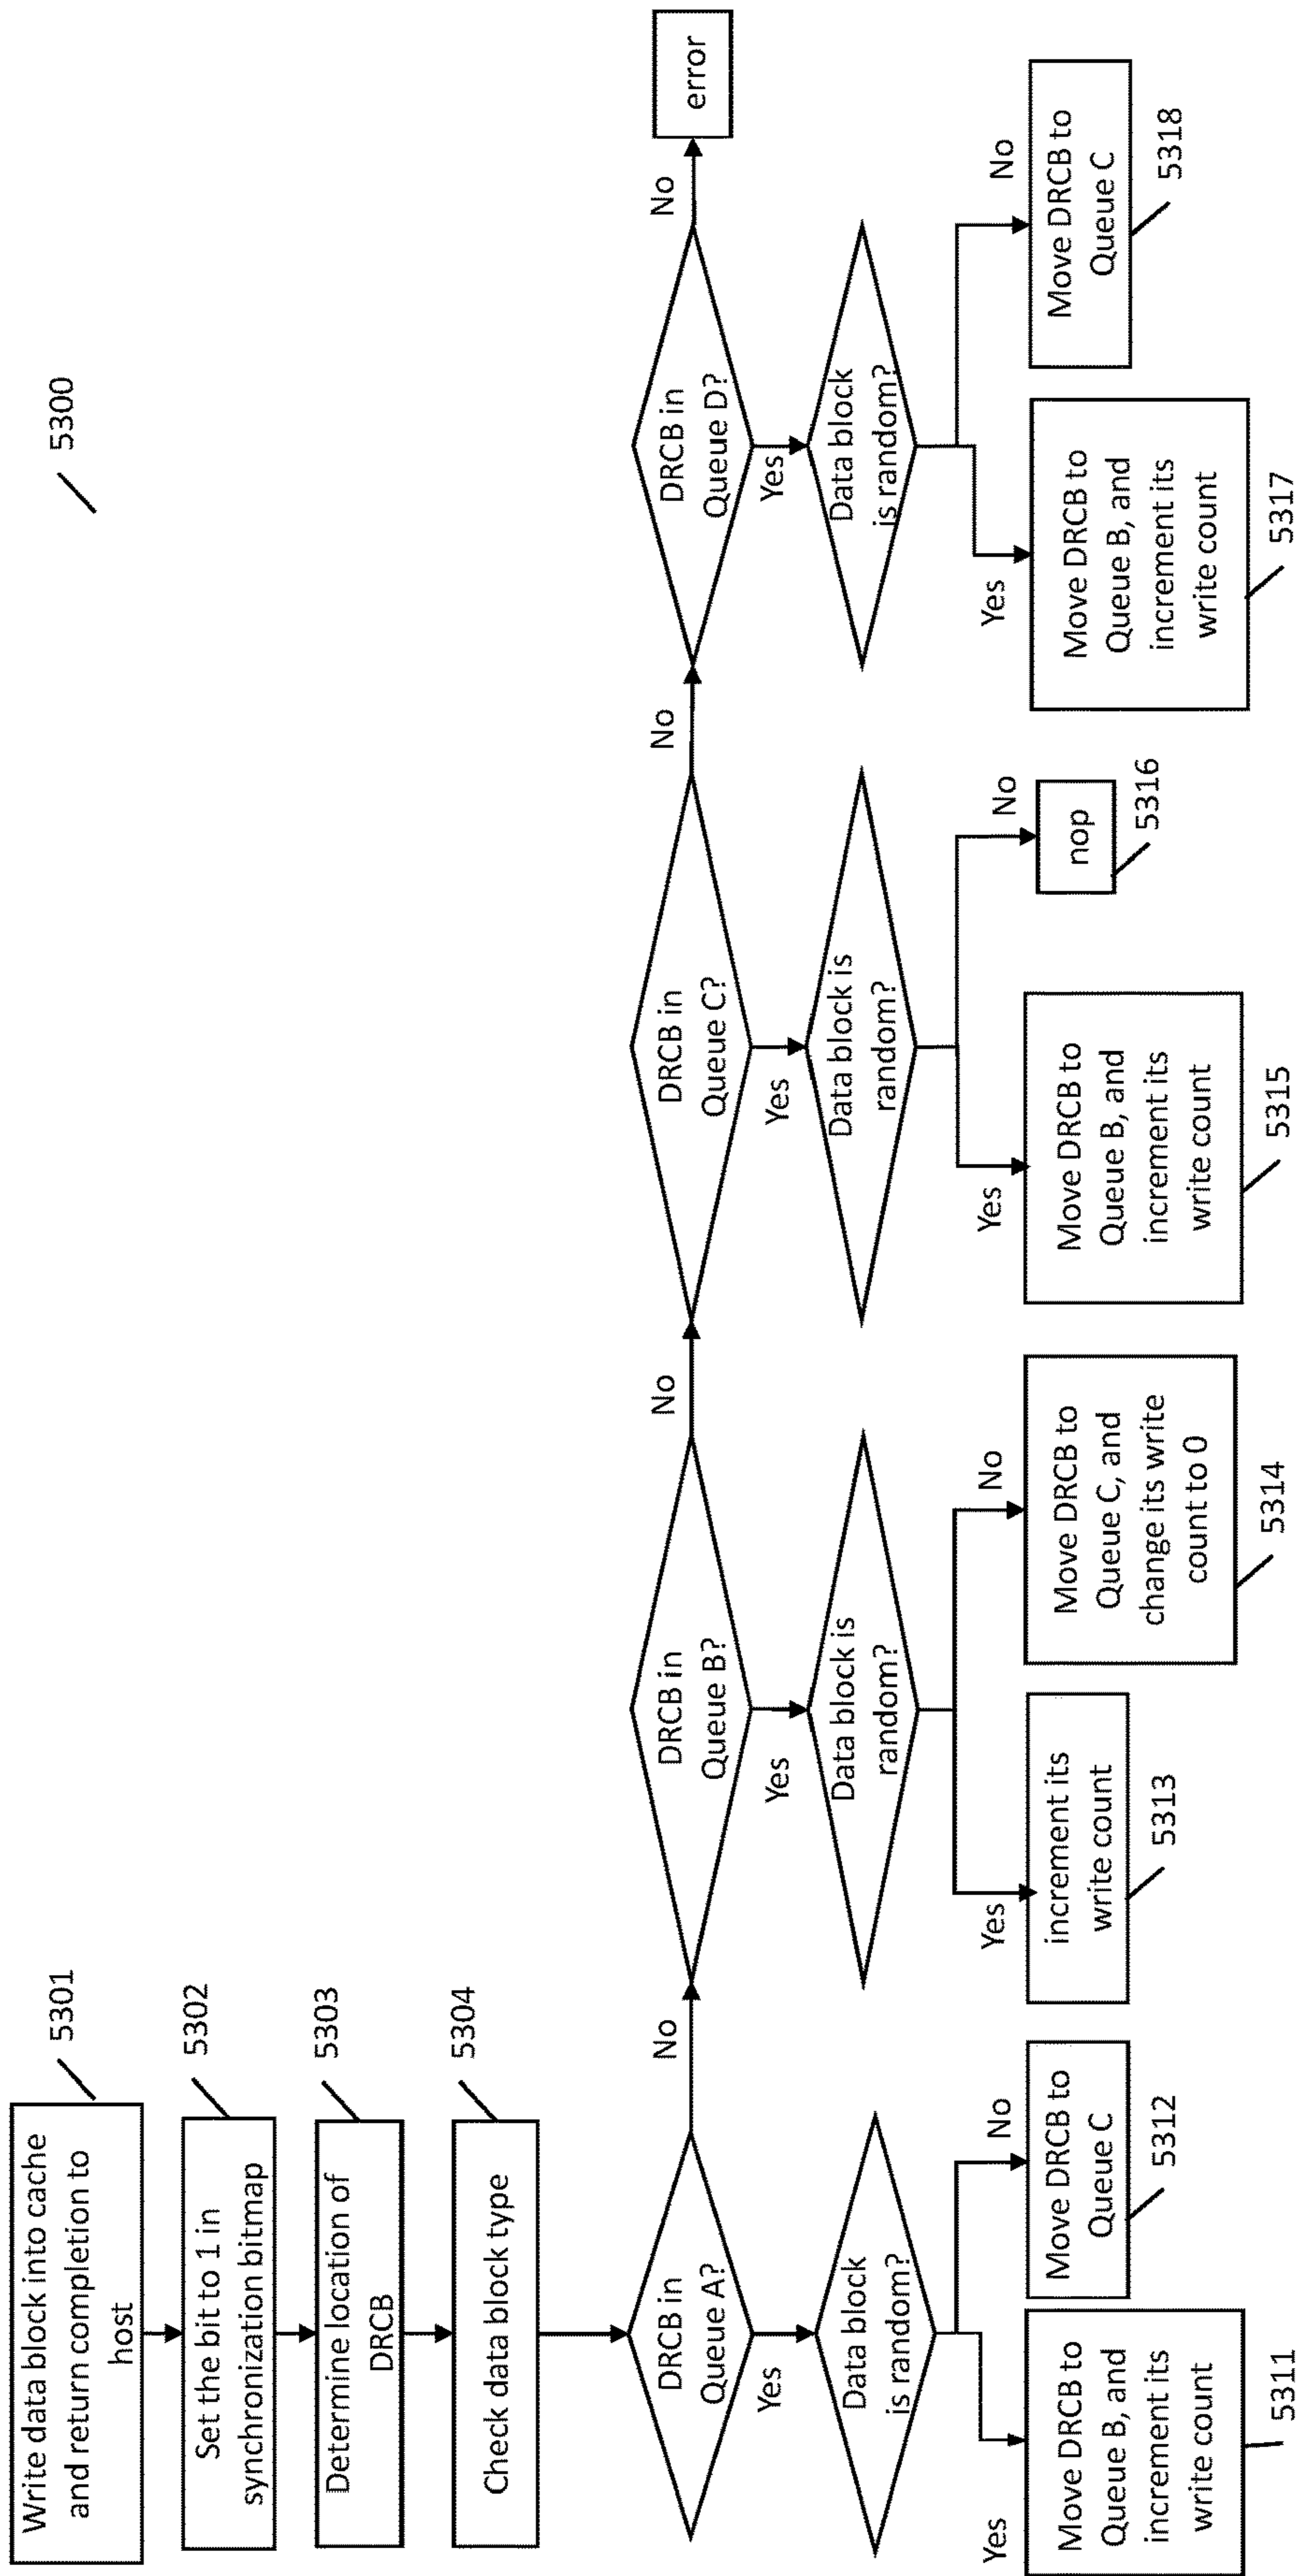 5300
Write data block into cache
and return completion to
host
5301
Set the bit to 1 in
synchronization bitmap
5302
Determine location of
DRCB
5303
Check data block type
5304
DRCB in
Queue A?
No
DRCB in
Queue B?
No
DRCB in
Queue C?
No
DRCB in
Queue D?
No
error
Yes
Yes
Yes
Yes
Data block
is random?
Data block is
random?
Data block is
random?
Data block
is random?
Yes
Move DRCB to
Queue B, and
increment its
write count
5311
No
Move DRCB to
Queue C
5312
Yes
increment its
write count
5313
No
Move DRCB to
Queue C, and
change its write
count to 0
5314
Yes
Move DRCB to
Queue B, and
increment its
write count
5315
No
nop
5316
Yes
Move DRCB to
Queue B, and
increment its
write count
5317
No
Move DRCB to
Queue C
5318